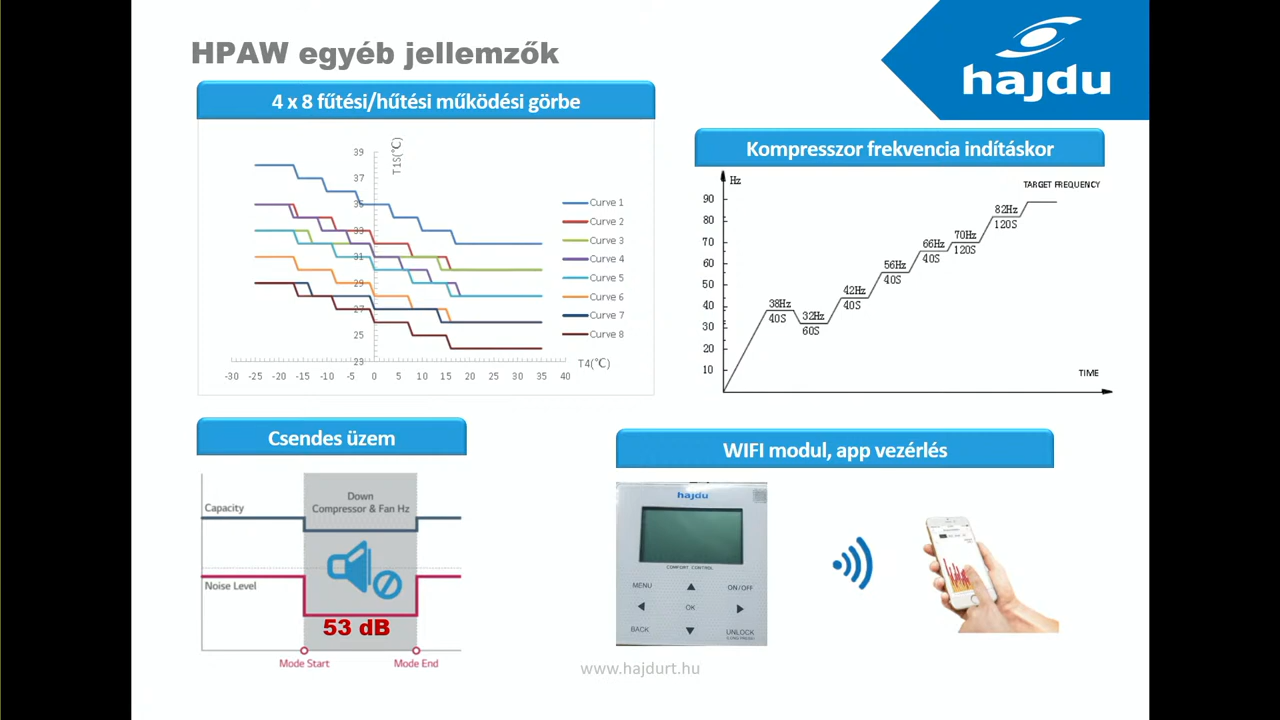 HPAW egyéb jellemzők
hajdu
4 x 8 fűtési/hűtési működési görbe
39
37
35
33
31
29
27
25
23
T1S(℃)
-30 -25 -20 -15 -10 -5 0 5 10 15 20 25 30 35 40
T4(℃)
Curve 1
Curve 2
Curve 3
Curve 4
Curve 5
Curve 6
Curve 7
Curve 8
Kompresszor frekvencia indításkor
Hz
90
80
70
60
50
40
30
20
10
TARGET FREQUENCY
38Hz
40S
32Hz
60S
42Hz
40S
56Hz
40S
66Hz
40S
70Hz
120S
82Hz
120S
TIME
Csendes üzem
Capacity
Down
Compressor & Fan Hz
Noise Level
53 dB
Mode Start
Mode End
WIFI modul, app vezérlés
hajdu
COMFORT CONTROL
MENU
ON/OFF
OK
BACK
UNLOCK
(LONG PRESS)
www.hajdurt.hu